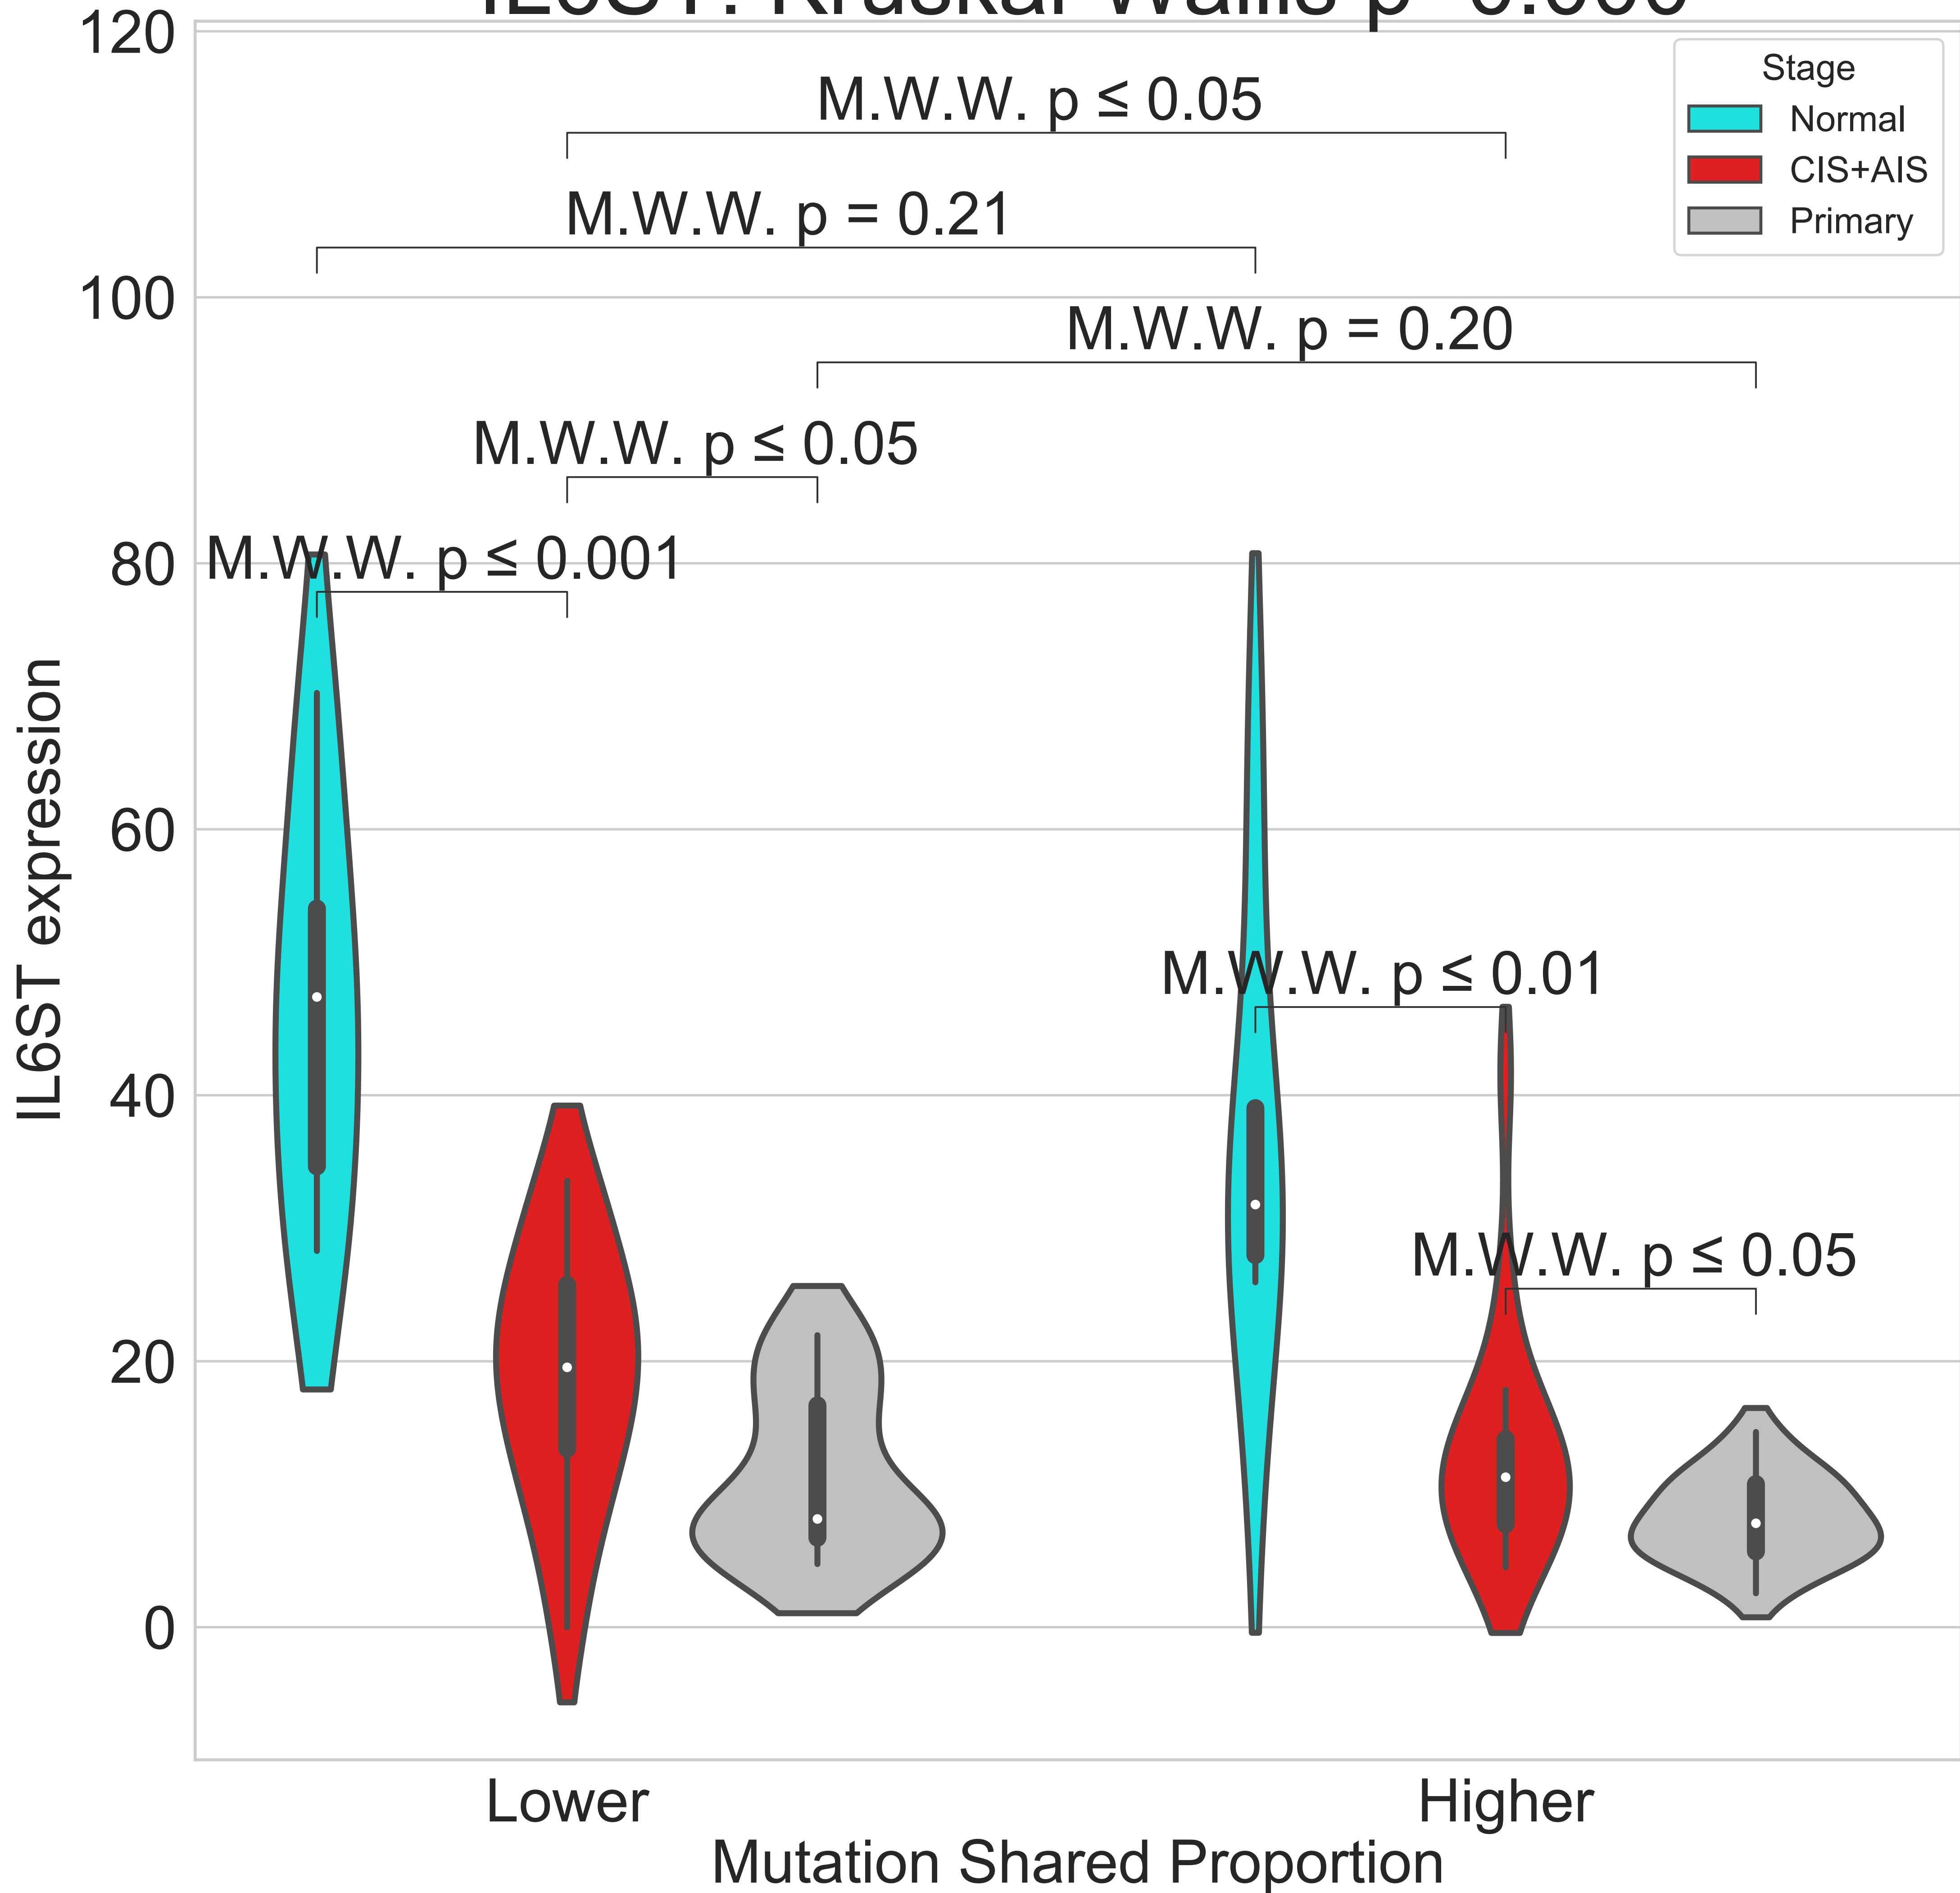 120
Stage
Normal
CIS+AIS
Primary
M.W.W. p ≤ 0.05
M.W.W. p = 0.21
100
M.W.W. p = 0.20
M.W.W. p ≤ 0.05
80
M.W.W. p ≤ 0.001
60
M.W.W. p ≤ 0.01
40
M.W.W. p ≤ 0.05
20
0
IL6ST expression
Lower
Higher
Mutation Shared Proportion